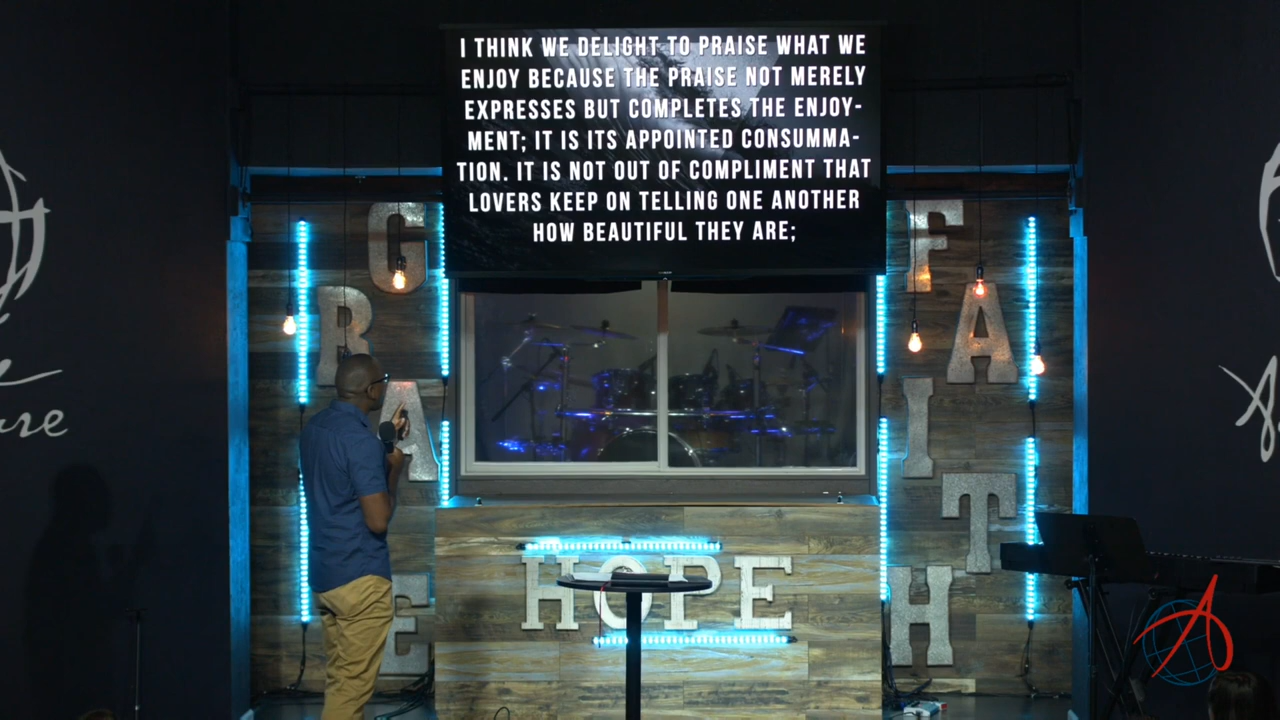 I THINK WE DELIGHT TO PRAISE WHAT WE
ENJOY BECAUSE THE PRAISE NOT MERELY
EXPRESSES BUT COMPLETES THE ENJOY-
MENT; IT IS ITS APPOINTED CONSUMMA-
TION. IT IS NOT OUT OF COMPLIMENT THAT
LOVERS KEEP ON TELLING ONE ANOTHER
HOW BEAUTIFUL THEY ARE;
GRACE
FAITH
HOPE
A